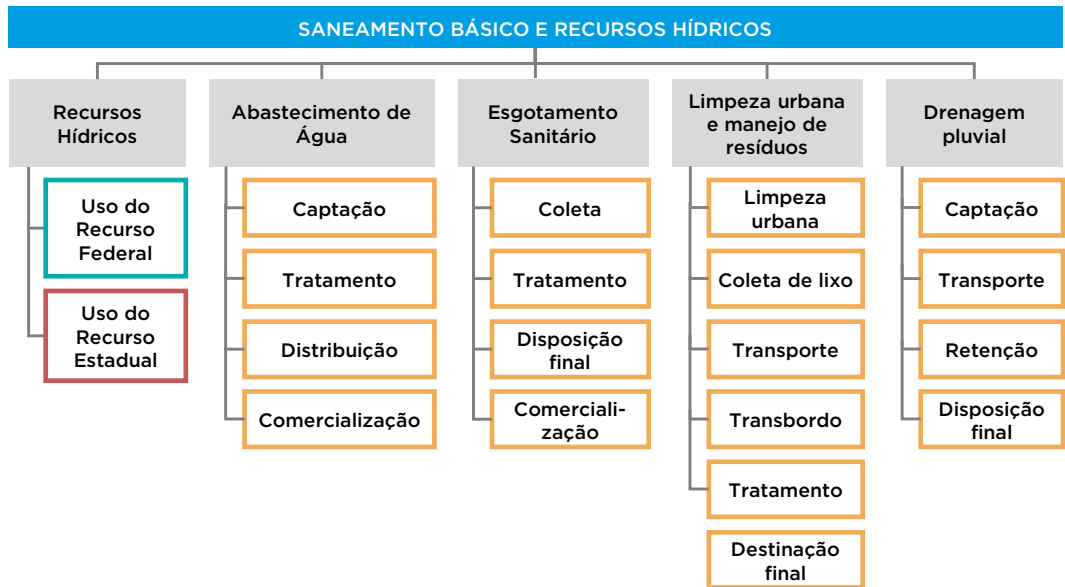 SANEAMENTO BÁSICO E RECURSOS HÍDRICOS
Recursos
Hídricos
Uso do
Recurso
Federal
Uso do
Recurso
Estadual
Abastecimento de
Água
Captação
Tratamento
Distribuição
Comercialização
Esgotamento
Sanitário
Coleta
Tratamento
Disposição
final
Comerciali-
zação
Limpeza urbana
e manejo de
resíduos
Limpeza
urbana
Coleta de lixo
Transporte
Transbordo
Tratamento
Destinação
final
Drenagem
pluvial
Captação
Transporte
Retenção
Disposição
final